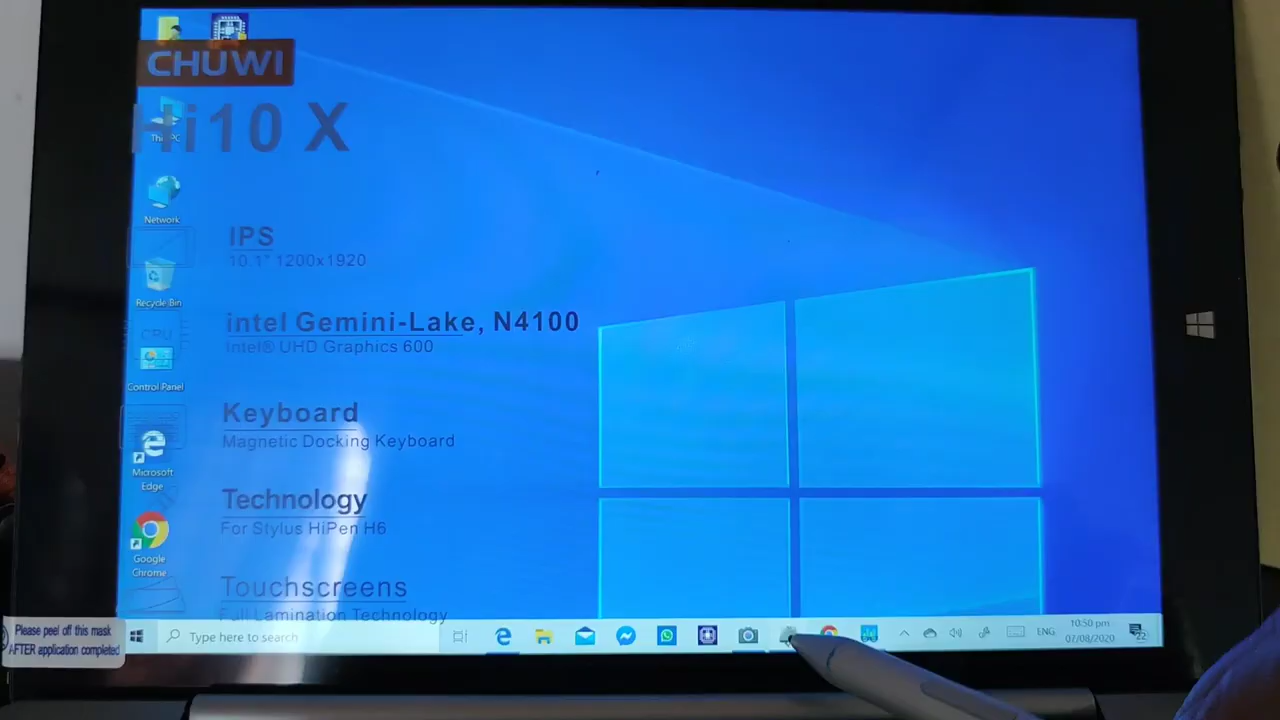 CHUWI
Hi10 X
This PC
Network
IPS
10.1" 1200x1920
Recycle Bin
intel Gemini-Lake, N4100
Intel® UHD Graphics 600
CPU
Control Panel
Keyboard
Magnetic Docking Keyboard
Microsoft
Edge
Technology
For Stylus HiPen H6
Google
Chrome
Touchscreens
Full Lamination Technology
Please peel off this mask
AFTER application completed
Type here to search
ENG
10:50 pm
07/08/2020
22